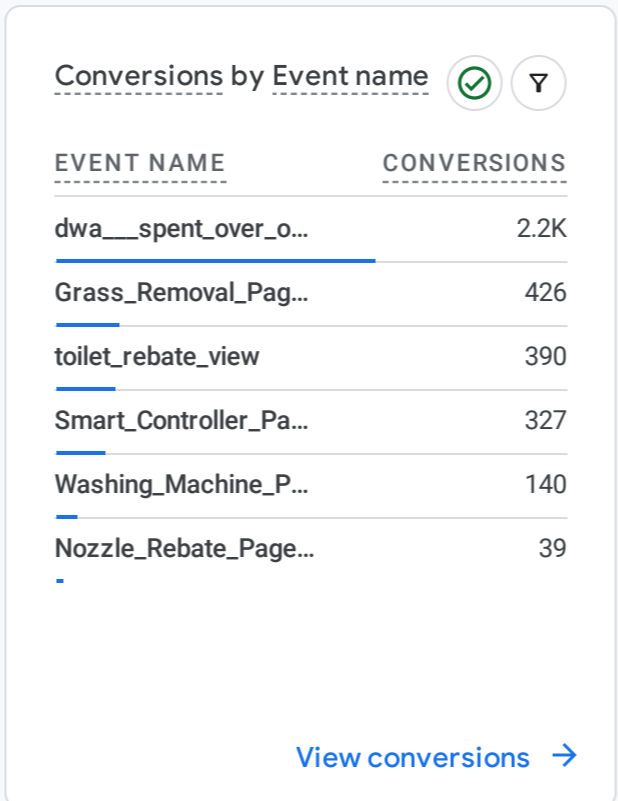 Conversions by Event name
EVENT NAME CONVERSIONS
dwa___spent_over_o... 2.2K
Grass_Removal_Pag... 426
toilet_rebate_view 390
Smart_Controller_Pa... 327
Washing_Machine_P... 140
Nozzle_Rebate_Page... 39
View conversions